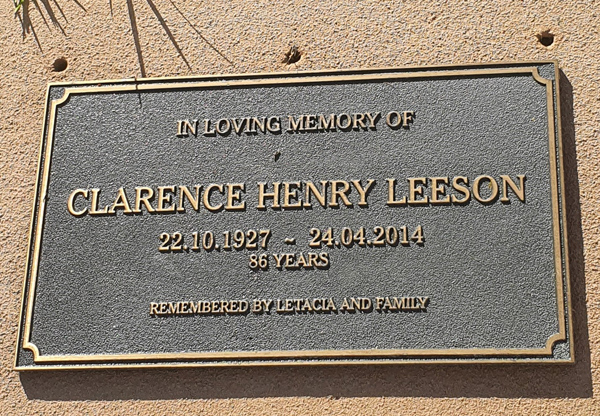 IN LOVING MEMORY OF
CLARENCE HENRY LEESON
22.10.1927 ~ 24.04.2014
86 YEARS
REMEMBERED BY LETACIA AND FAMILY